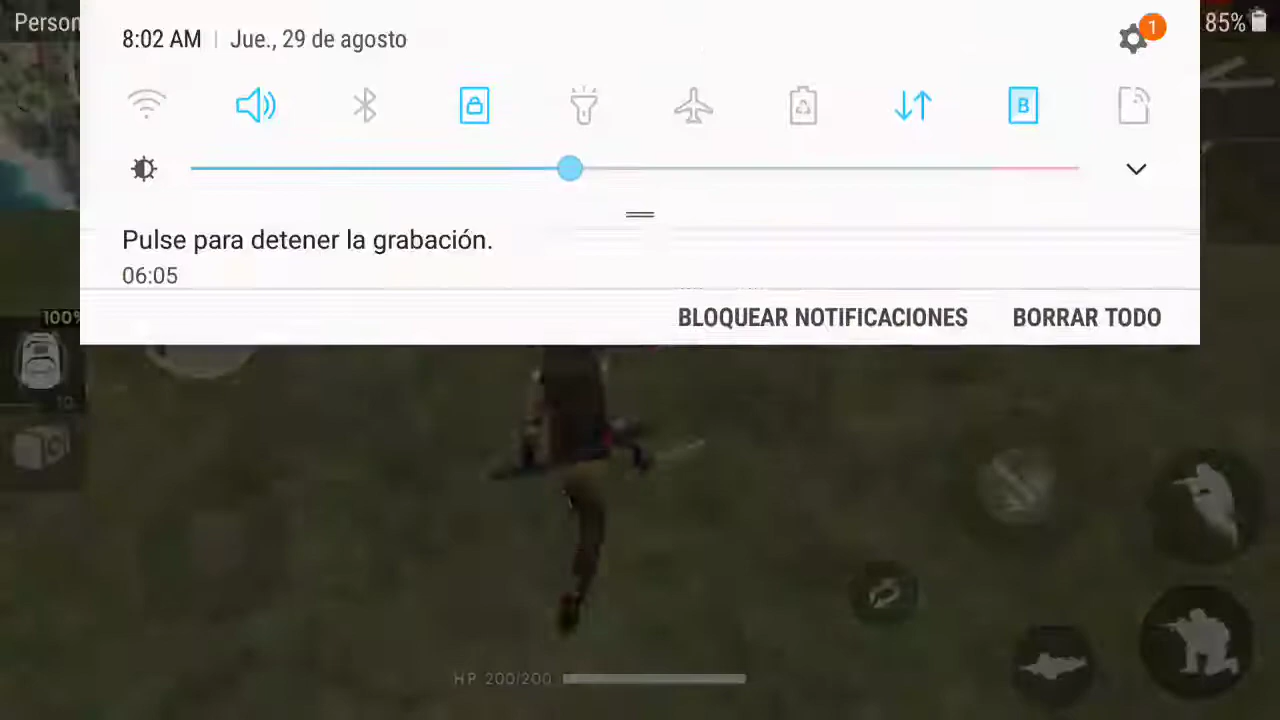 Person
85%
8:02 AM | Jue., 29 de agosto
1
B
Pulse para detener la grabación.
06:05
BLOQUEAR NOTIFICACIONES
BORRAR TODO
100%
10
HP 200/200